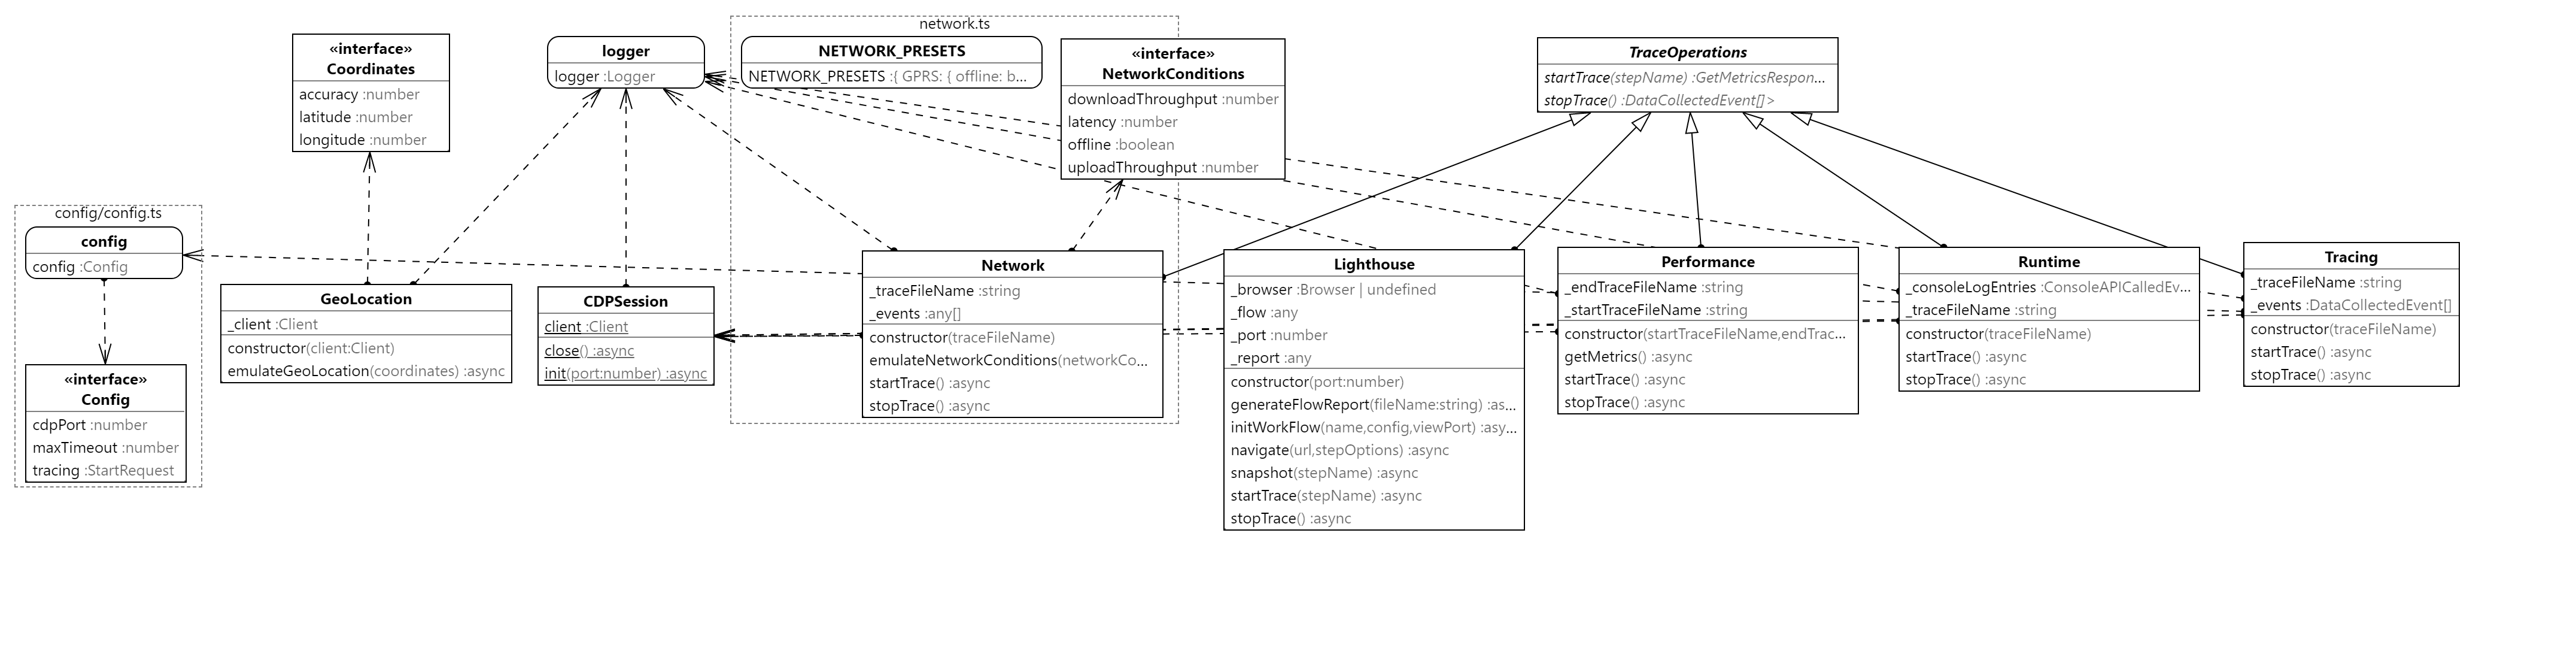 network.ts
«interface»
Coordinates
accuracy :number
latitude :number
longitude :number
logger
logger :Logger
NETWORK_PRESETS
NETWORK_PRESETS :{ GPRS: { offline: b...
«interface»
NetworkConditions
downloadThroughput :number
latency :number
offline :boolean
uploadThroughput :number
TraceOperations
startTrace(stepName) :GetMetricsRespon...
stopTrace() :DataCollectedEvent[]>
config/config.ts
config
config :Config
«interface»
Config
cdpPort :number
maxTimeout :number
tracing :StartRequest
GeoLocation
_client :Client
constructor(client:Client)
emulateGeoLocation(coordinates) :async
CDPSession
client :Client
close() :async
init(port:number) :async
Network
_traceFileName :string
_events :any[]
constructor(traceFileName)
emulateNetworkConditions(networkCo...
startTrace() :async
stopTrace() :async
Lighthouse
_browser :Browser | undefined
_flow :any
_port :number
_report :any
constructor(port:number)
generateFlowReport(fileName:string) :as...
initWorkFlow(name,config,viewPort) :asy...
navigate(url,stepOptions) :async
snapshot(stepName) :async
startTrace(stepName) :async
stopTrace() :async
Performance
_endTraceFileName :string
_startTraceFileName :string
constructor(startTraceFileName,endTrac...
getMetrics() :async
startTrace() :async
stopTrace() :async
Runtime
_consoleLogEntries :ConsoleAPICalledEv...
_traceFileName :string
constructor(traceFileName)
startTrace() :async
stopTrace() :async
Tracing
_traceFileName :string
_events :DataCollectedEvent[]
constructor(traceFileName)
startTrace() :async
stopTrace() :async